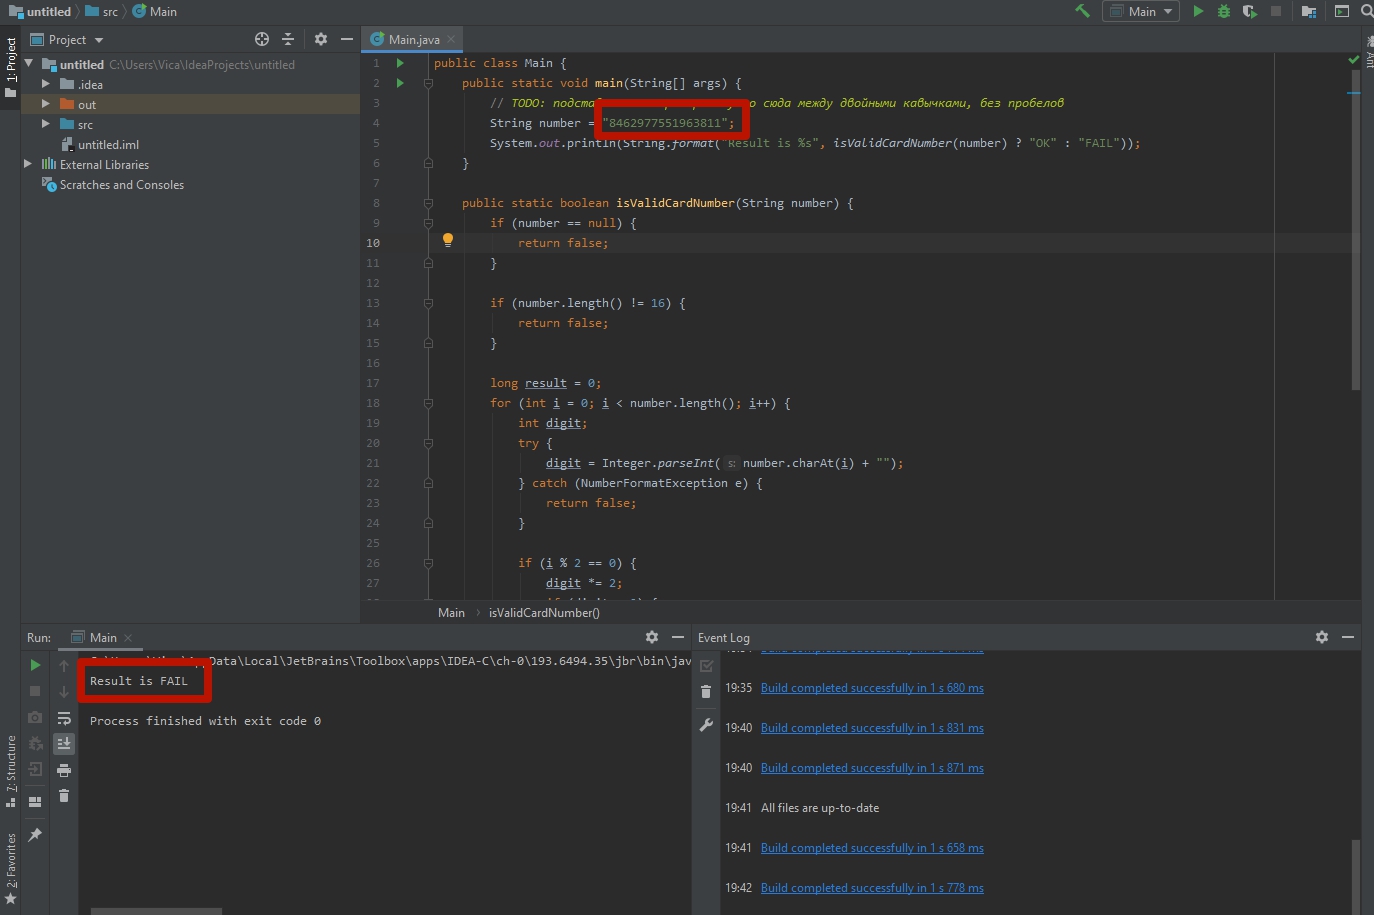 untitled src Main
Main
1: Project
Project
Main.java
Ant
untitled C:\Users\Vica\IdeaProjects\untitled
.idea
out
src
untitled.iml
External Libraries
Scratches and Consoles
1 public class Main {
2 public static void main(String[] args) {
3 // TODO: сюда между двойными кавычками, без пробелов
4 String number = "8462977551963811";
5 System.out.println(String.format("Result is %s", isValidCardNumber(number) ? "OK" : "FAIL"));
6 }
7
8 public static boolean isValidCardNumber(String number) {
9 if (number == null) {
10 return false;
11 }
12
13 if (number.length() != 16) {
14 return false;
15 }
16
17 long result = 0;
18 for (int i = 0; i < number.length(); i++) {
19 int digit;
20 try {
21 digit = Integer.parseInt( s: number.charAt(i) + "");
22 } catch (NumberFormatException e) {
23 return false;
24 }
25
26 if (i % 2 == 0) {
27 digit *= 2;
Main isValidCardNumber()
Run: Main
Data\Local\JetBrains\Toolbox\apps\IDEA-C\ch-0\193.6494.35\jbr\bin\jav
Result is FAIL
Process finished with exit code 0
Z: Structure
2: Favorites
Event Log
19:35 Build completed successfully in 1 s 680 ms
19:40 Build completed successfully in 1 s 831 ms
19:40 Build completed successfully in 1 s 871 ms
19:41 All files are up-to-date
19:41 Build completed successfully in 1 s 658 ms
19:42 Build completed successfully in 1 s 778 ms